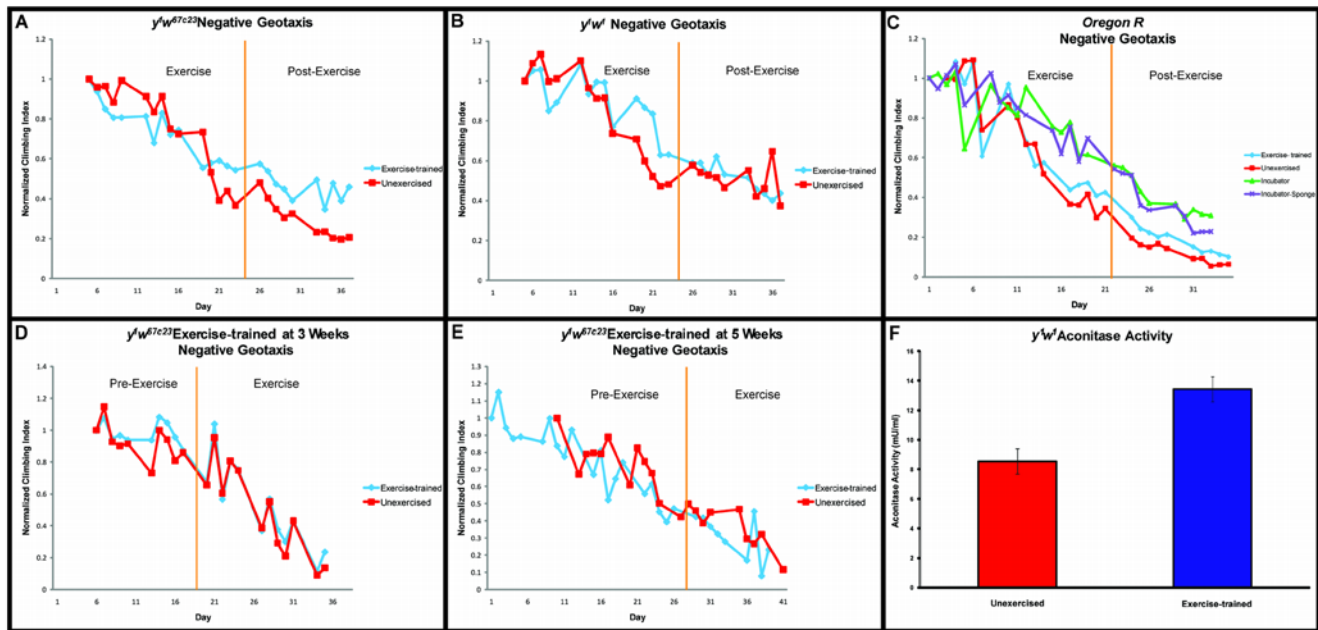 A
y¹w⁶⁷ᶜ²³Negative Geotaxis
Normalized Climbing Index
1.2
1
0.8
0.6
0.4
0.2
0
Exercise
Post-Exercise
Exercise-trained
Unexercised
1 6 11 16 21 26 31 36
Day
B
y¹w¹ Negative Geotaxis
Normalized Climbing Index
1.2
1
0.8
0.6
0.4
0.2
0
Exercise
Post-Exercise
Exercise-trained
Unexercised
1 6 11 16 21 26 31 36
Day
C
Oregon R
Negative Geotaxis
Normalized Climbing Index
1.2
1
0.8
0.6
0.4
0.2
0
Exercise
Post-Exercise
Exercise- trained
Unexercised
Incubator
Incubator-Sponge
1 6 11 16 21 26 31
Day
D
y¹w⁶⁷ᶜ²³Exercise-trained at 3 Weeks
Negative Geotaxis
Normalized Climbing Index
1.4
1.2
1.0
0.8
0.6
0.4
0.2
0
Pre-Exercise
Exercise
Exercise-trained
Unexercised
1 6 11 16 21 26 31 36
Day
E
y¹w⁶⁷ᶜ²³Exercise-trained at 5 Weeks
Negative Geotaxis
Normalized Climbing Index
1.3
1.2
1.1
1
0.9
0.8
0.7
0.6
0.5
0.4
0.3
0.2
0.1
0
Pre-Exercise
Exercise
Exercise-trained
Unexercised
1 6 11 16 21 26 31 36 41
Day
F
y¹w¹Aconitase Activity
Aconitase Activity (mU/ml)
16
14
12
10
8
6
4
2
0
Unexercised
Exercise-trained